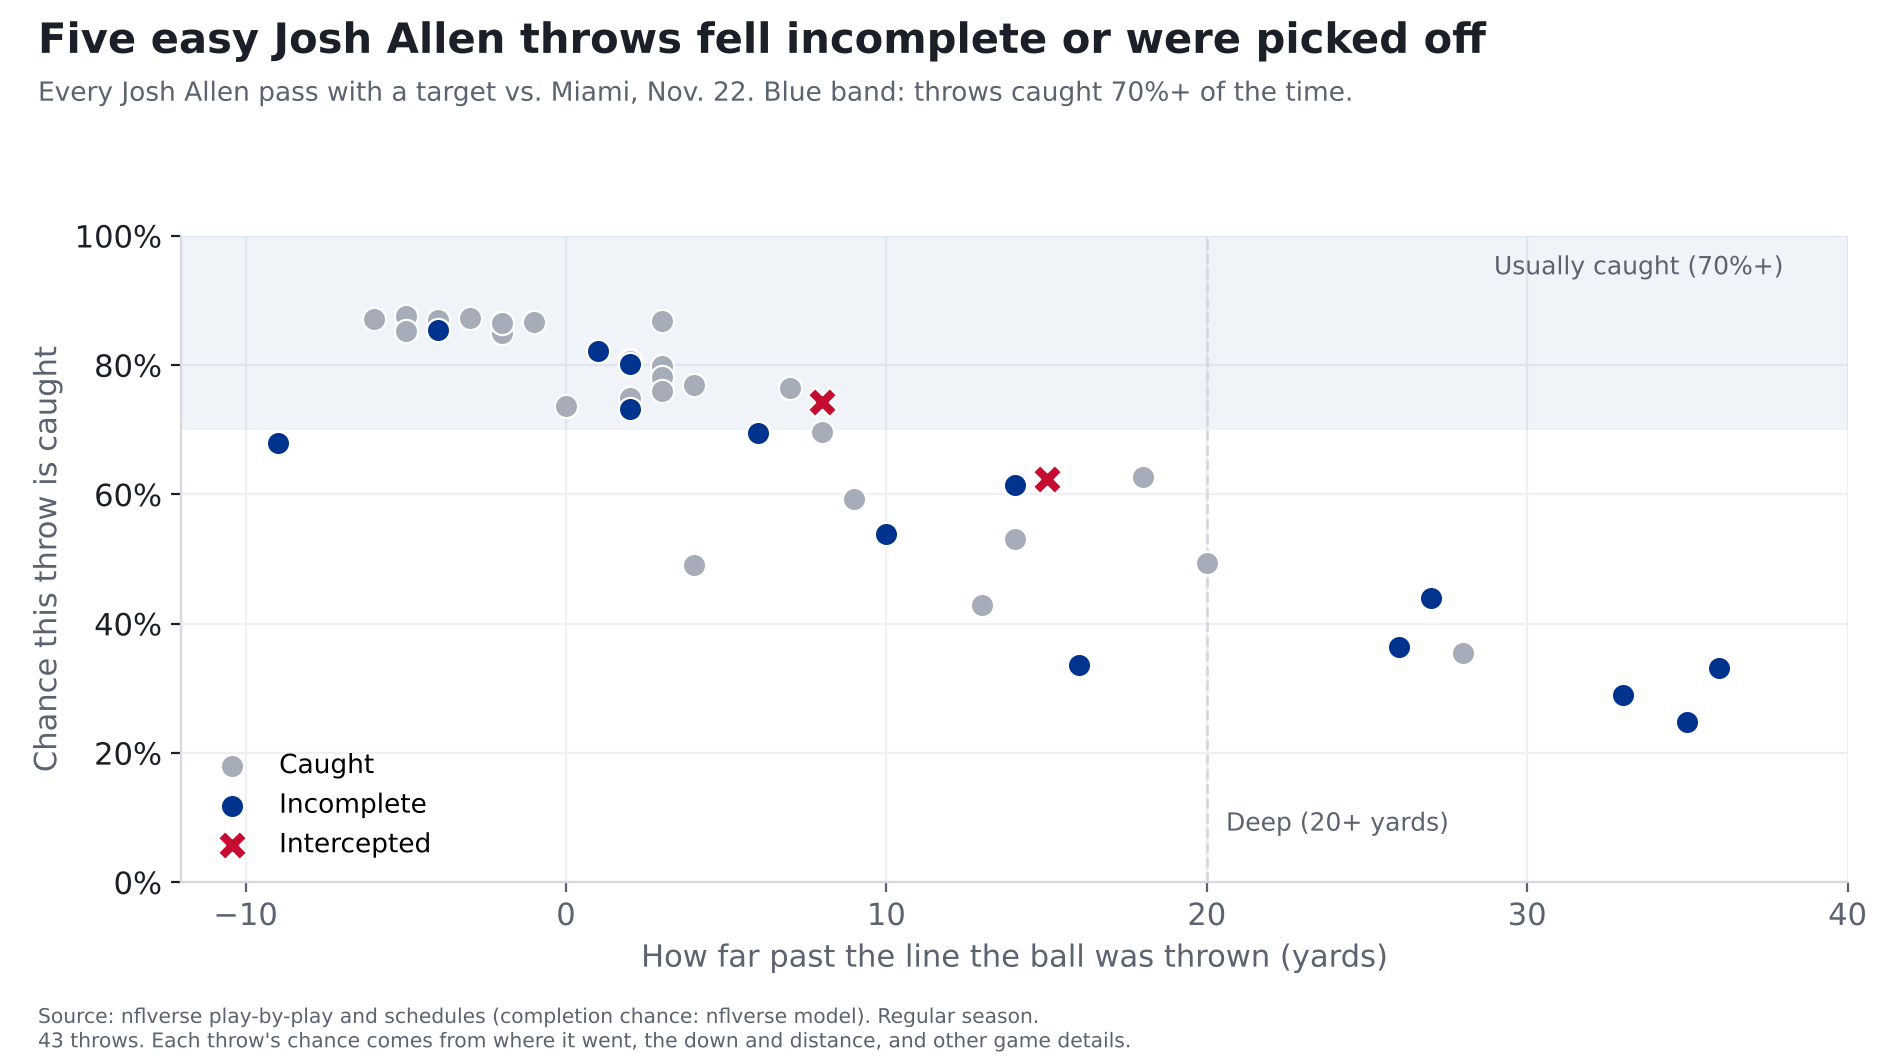 Five easy Josh Allen throws fell incomplete or were picked off
Every Josh Allen pass with a target vs. Miami, Nov. 22. Blue band: throws caught 70%+ of the time.
100%
80%
60%
40%
20%
0%
Chance this throw is caught
Usually caught (70%+)
Deep (20+ yards)
Caught
Incomplete
Intercepted
−10
0
10
20
30
40
How far past the line the ball was thrown (yards)
Source: nflverse play-by-play and schedules (completion chance: nflverse model). Regular season.
43 throws. Each throw's chance comes from where it went, the down and distance, and other game details.